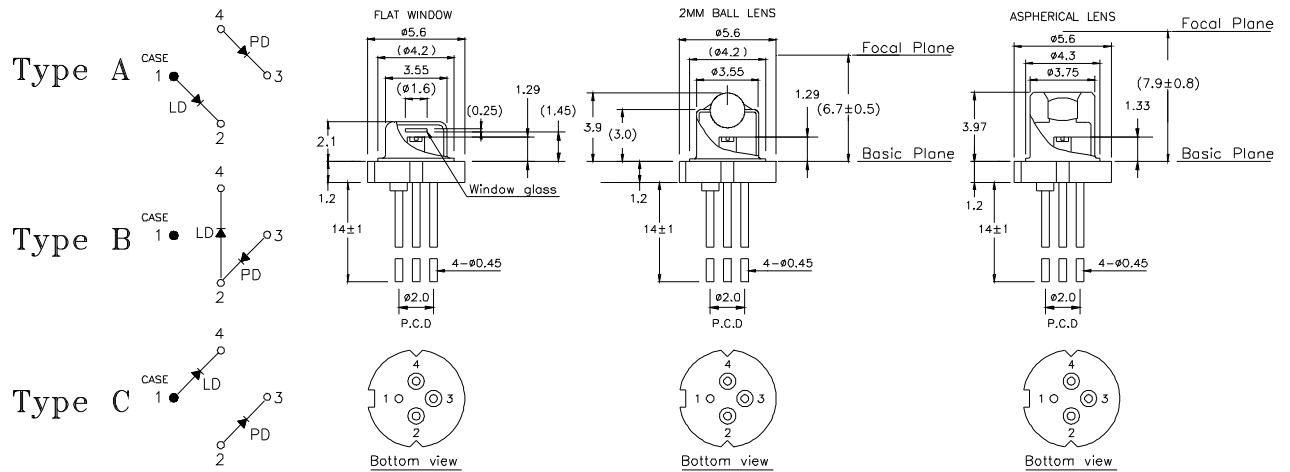 Type A
4
PD
CASE
1
3
LD
2
Type B
4
CASE
1
LD
3
PD
2
Type C
4
CASE
1
LD
3
PD
2
FLAT WINDOW
ø5.6
(ø4.2)
3.55
(ø1.6)
1.29
(0.25)
(1.45)
2.1
1.2
Window glass
14±1
4-ø0.45
ø2.0
P.C.D
4
1
3
2
Bottom view
2MM BALL LENS
ø5.6
Focal Plane
(ø4.2)
ø3.55
1.29
(6.7±0.5)
3.9
(3.0)
Basic Plane
1.2
14±1
4-ø0.45
ø2.0
P.C.D
4
1
3
2
Bottom view
ASPHERICAL LENS
Focal Plane
ø5.6
ø4.3
ø3.75
(7.9±0.8)
1.33
3.97
Basic Plane
1.2
14±1
4-ø0.45
ø2.0
P.C.D
4
1
3
2
Bottom view